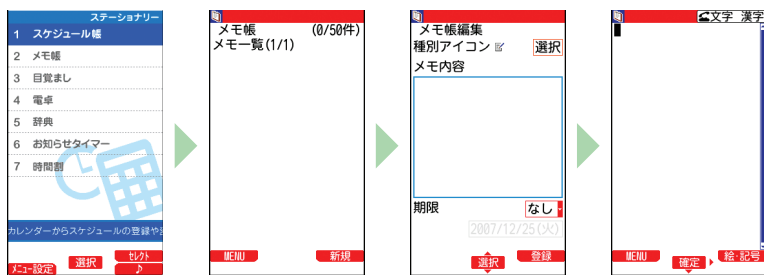 ステーショナリー
1 スケジュール帳
2 メモ帳
3 目覚まし
4 電卓
5 辞典
6 お知らせタイマー
7 時間割
カレンダーからスケジュールの登録や
メニュー設定 選択 セレクト ♪
メモ帳 (0/50件)
メモ一覧(1/1)
MENU 新規
メモ帳編集
種別アイコン 選択
メモ内容
期限 なし
2007/12/25(火)
選択 登録
文字 漢字
MENU 確定 絵・記号